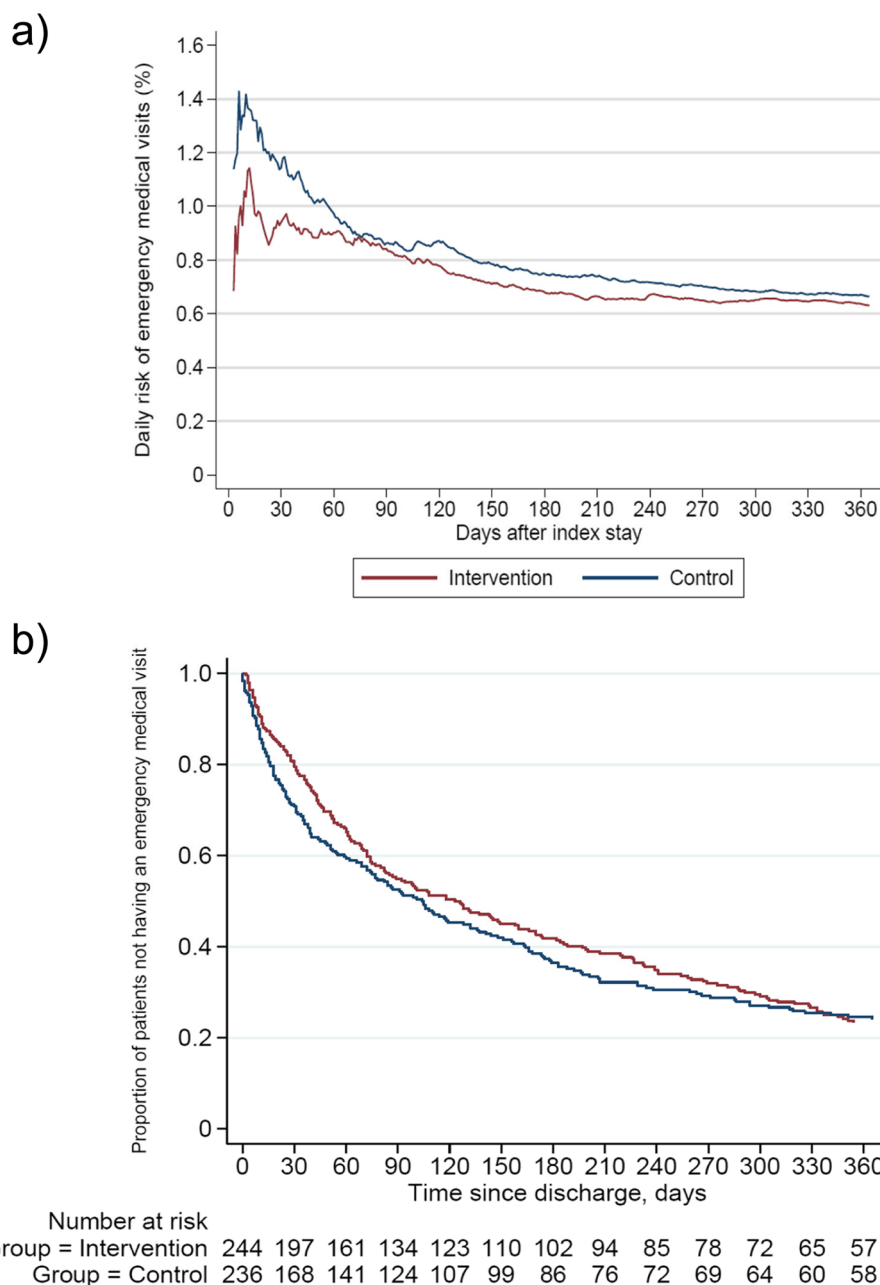 a)
Daily risk of emergency medical visits (%)
1.6
1.4
1.2
1.0
0.8
0.6
0.4
0.2
0
0 30 60 90 120 150 180 210 240 270 300 330 360
Days after index stay
Intervention Control
b)
Proportion of patients not having an emergency medical visit
1.0
0.8
0.6
0.4
0.2
0
0 30 60 90 120 150 180 210 240 270 300 330 360
Time since discharge, days
Number at risk
roup = Intervention 244 197 161 134 123 110 102 94 85 78 72 65 57
Group = Control 236 168 141 124 107 99 86 76 72 69 64 60 58